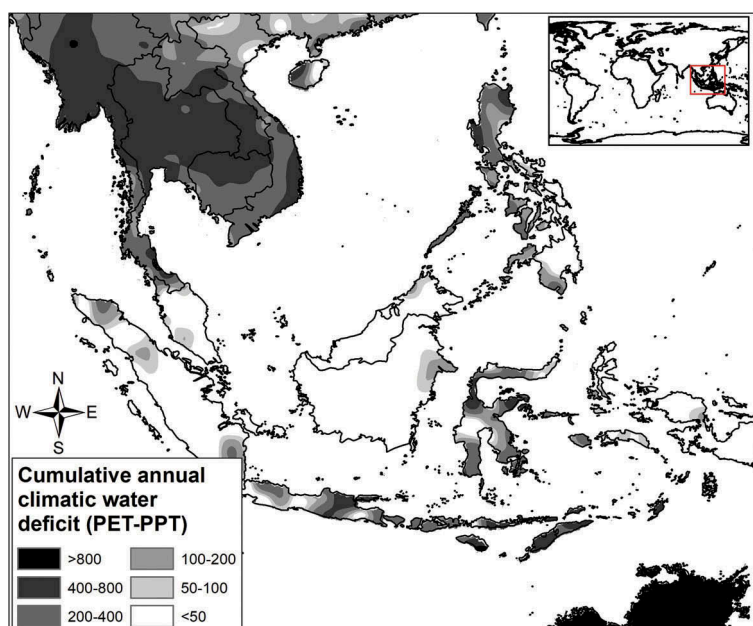 N
W E
S
Cumulative annual
climatic water
deficit (PET-PPT)
>800 100-200
400-800 50-100
200-400 <50